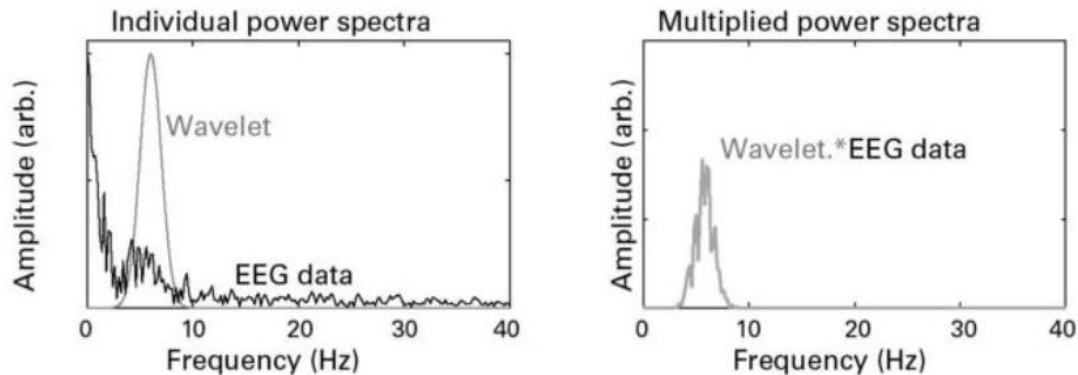 Individual power spectra
Amplitude (arb.)
Wavelet
EEG data
0 10 20 30 40
Frequency (Hz)
Multiplied power spectra
Amplitude (arb.)
Wavelet.*EEG data
0 10 20 30 40
Frequency (Hz)